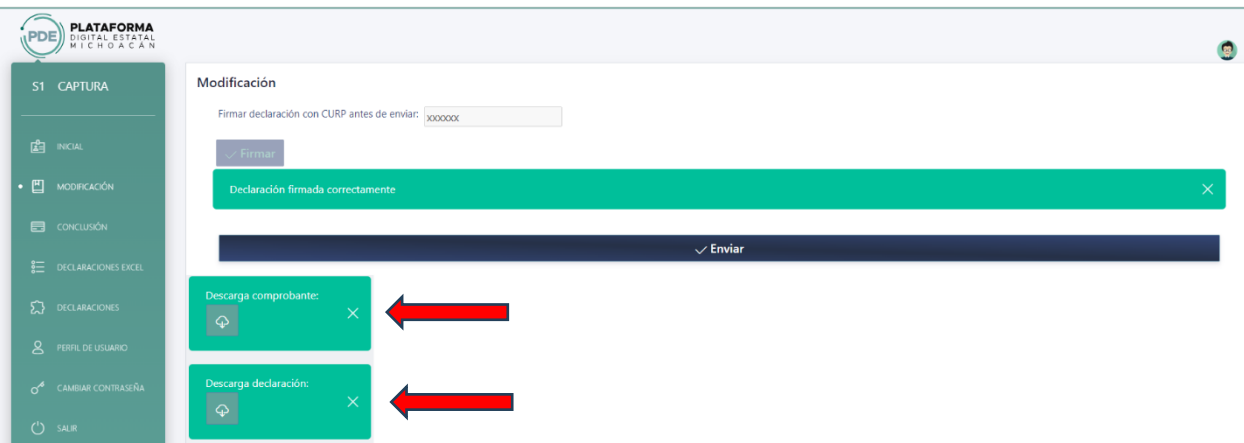 PDE
PLATAFORMA
DIGITAL ESTATAL
MICHOACÁN
S1 CAPTURA
INICIAL
MODIFICACIÓN
CONCLUSIÓN
DECLARACIONES EXCEL
DECLARACIONES
PERFIL DE USUARIO
CAMBIAR CONTRASEÑA
SALIR
Modificación
Firmar declaración con CURP antes de enviar: xxxxxx
Firmar
Declaración firmada correctamente
Enviar
Descarga comprobante:
Descarga declaración: